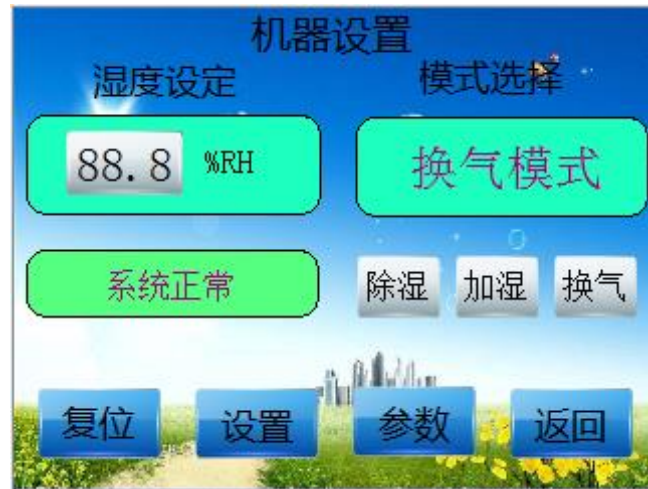 机器设置
湿度设定 模式选择
88.8 %RH 换气模式
系统正常 除湿 加湿 换气
复位 设置 参数 返回